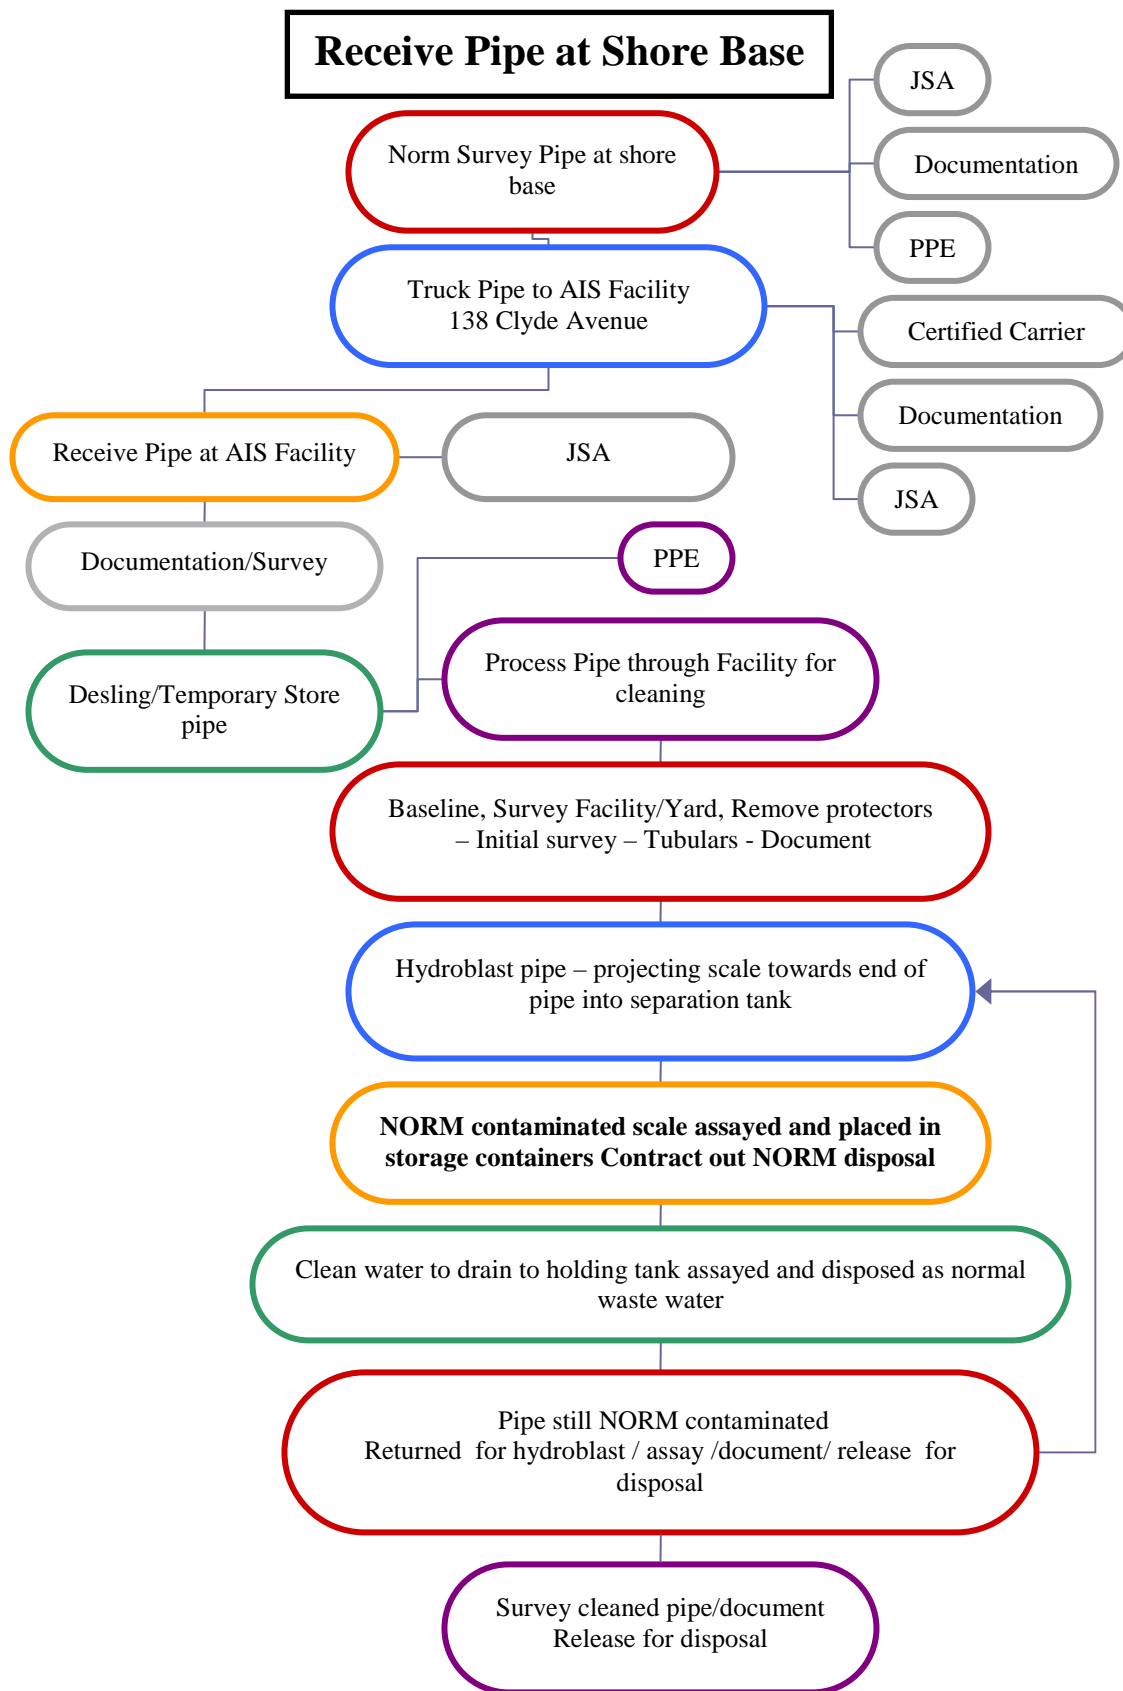 Receive Pipe at Shore Base
JSA
Norm Survey Pipe at shore
base
Documentation
PPE
Truck Pipe to AIS Facility
138 Clyde Avenue
Certified Carrier
Documentation
JSA
Receive Pipe at AIS Facility
JSA
Documentation/Survey
PPE
Process Pipe through Facility for
cleaning
Desling/Temporary Store
pipe
Baseline, Survey Facility/Yard, Remove protectors
– Initial survey – Tubulars - Document
Hydroblast pipe – projecting scale towards end of
pipe into separation tank
NORM contaminated scale assayed and placed in
storage containers Contract out NORM disposal
Clean water to drain to holding tank assayed and disposed as normal
waste water
Pipe still NORM contaminated
Returned for hydroblast / assay /document/ release for
disposal
Survey cleaned pipe/document
Release for disposal